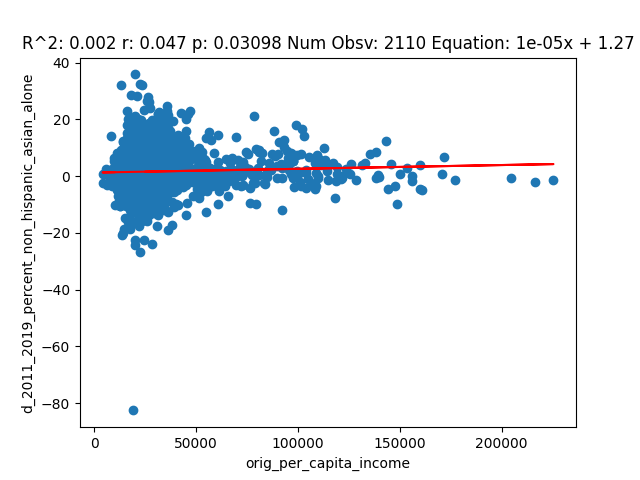 R^2: 0.002 r: 0.047 p: 0.03098 Num Obsv: 2110 Equation: 1e-05x + 1.27
d_2011_2019_percent_non_hispanic_asian_alone
40
20
0
−20
−40
−60
−80
0 50000 100000 150000 200000
orig_per_capita_income